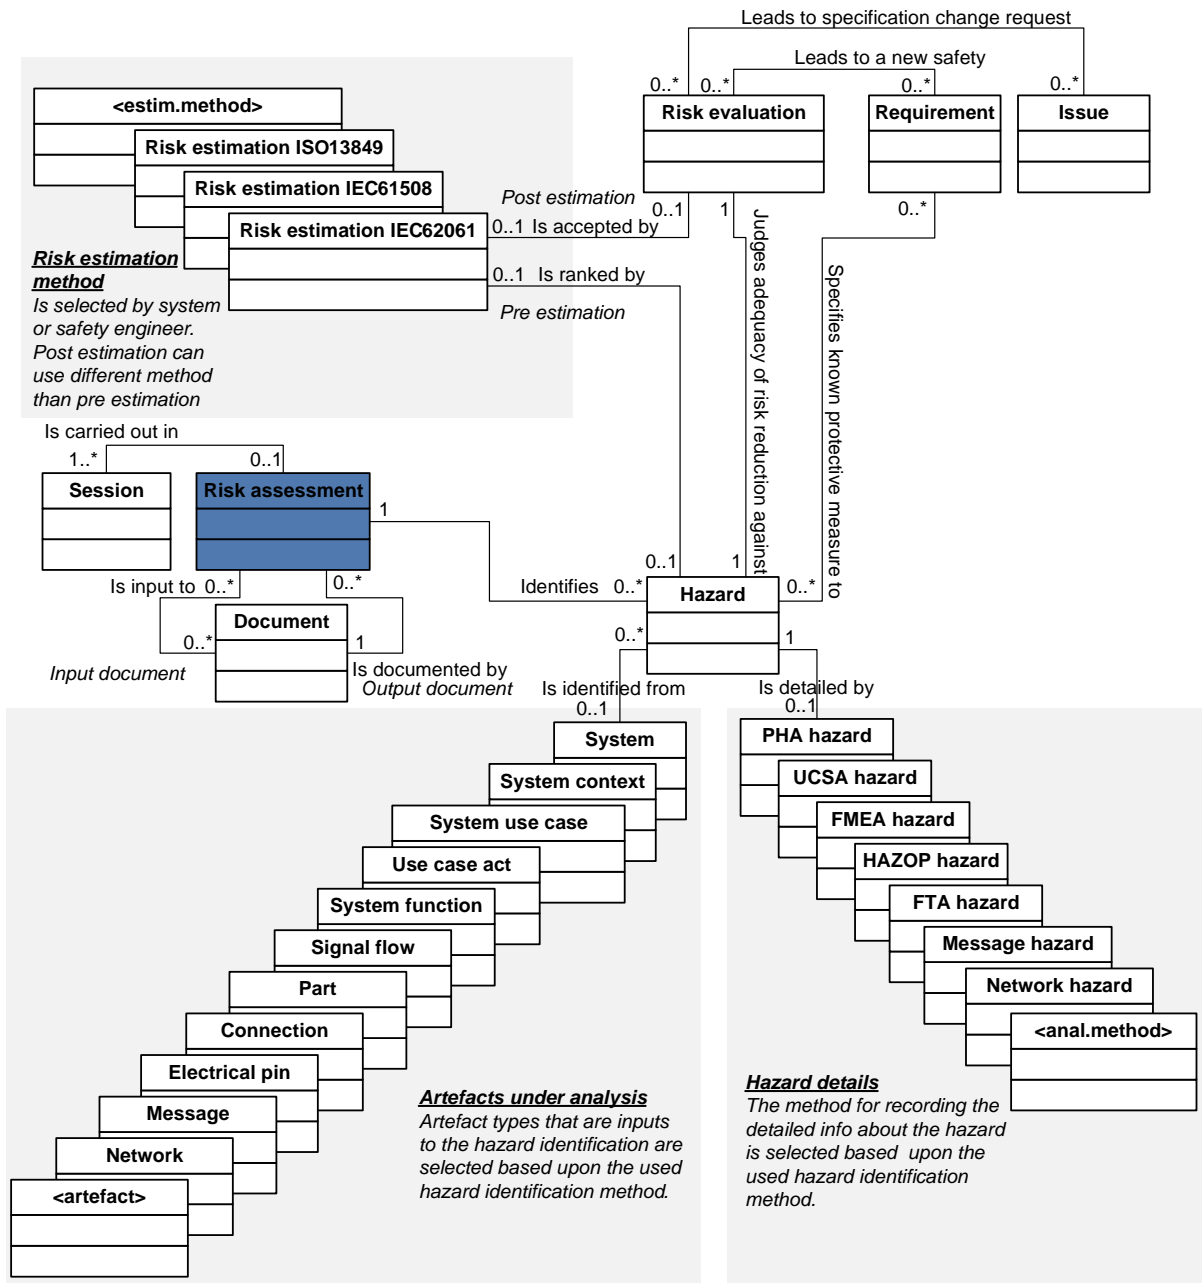 Leads to specification change request
Leads to a new safety
0..*
0..*
0..*
0..*
<estim.method>
Risk evaluation
Requirement
Issue
Risk estimation ISO13849
Risk estimation IEC61508
Post estimation
0..1
1
0..*
Risk estimation IEC62061
0..1 Is accepted by
0..1 Is ranked by
Pre estimation
Judges adequacy of risk reduction against
Specifies known protective measure to
Risk estimation
method
Is selected by system
or safety engineer.
Post estimation can
use different method
than pre estimation
Is carried out in
1..*
0..1
Session
Risk assessment
1
0..1
1
Identifies
0..*
0..*
Hazard
Is input to
0..*
0..*
Document
0..*
1
0..*
1
Input document
Is documented by
Output document
Is identified from
0..1
Is detailed by
0..1
System
System context
System use case
Use case act
System function
Signal flow
Part
Connection
Electrical pin
Message
Network
<artefact>
Artefacts under analysis
Artefact types that are inputs
to the hazard identification are
selected based upon the used
hazard identification method.
PHA hazard
UCSA hazard
FMEA hazard
HAZOP hazard
FTA hazard
Message hazard
Network hazard
<anal.method>
Hazard details
The method for recording the
detailed info about the hazard
is selected based  upon the
used hazard identification
method.